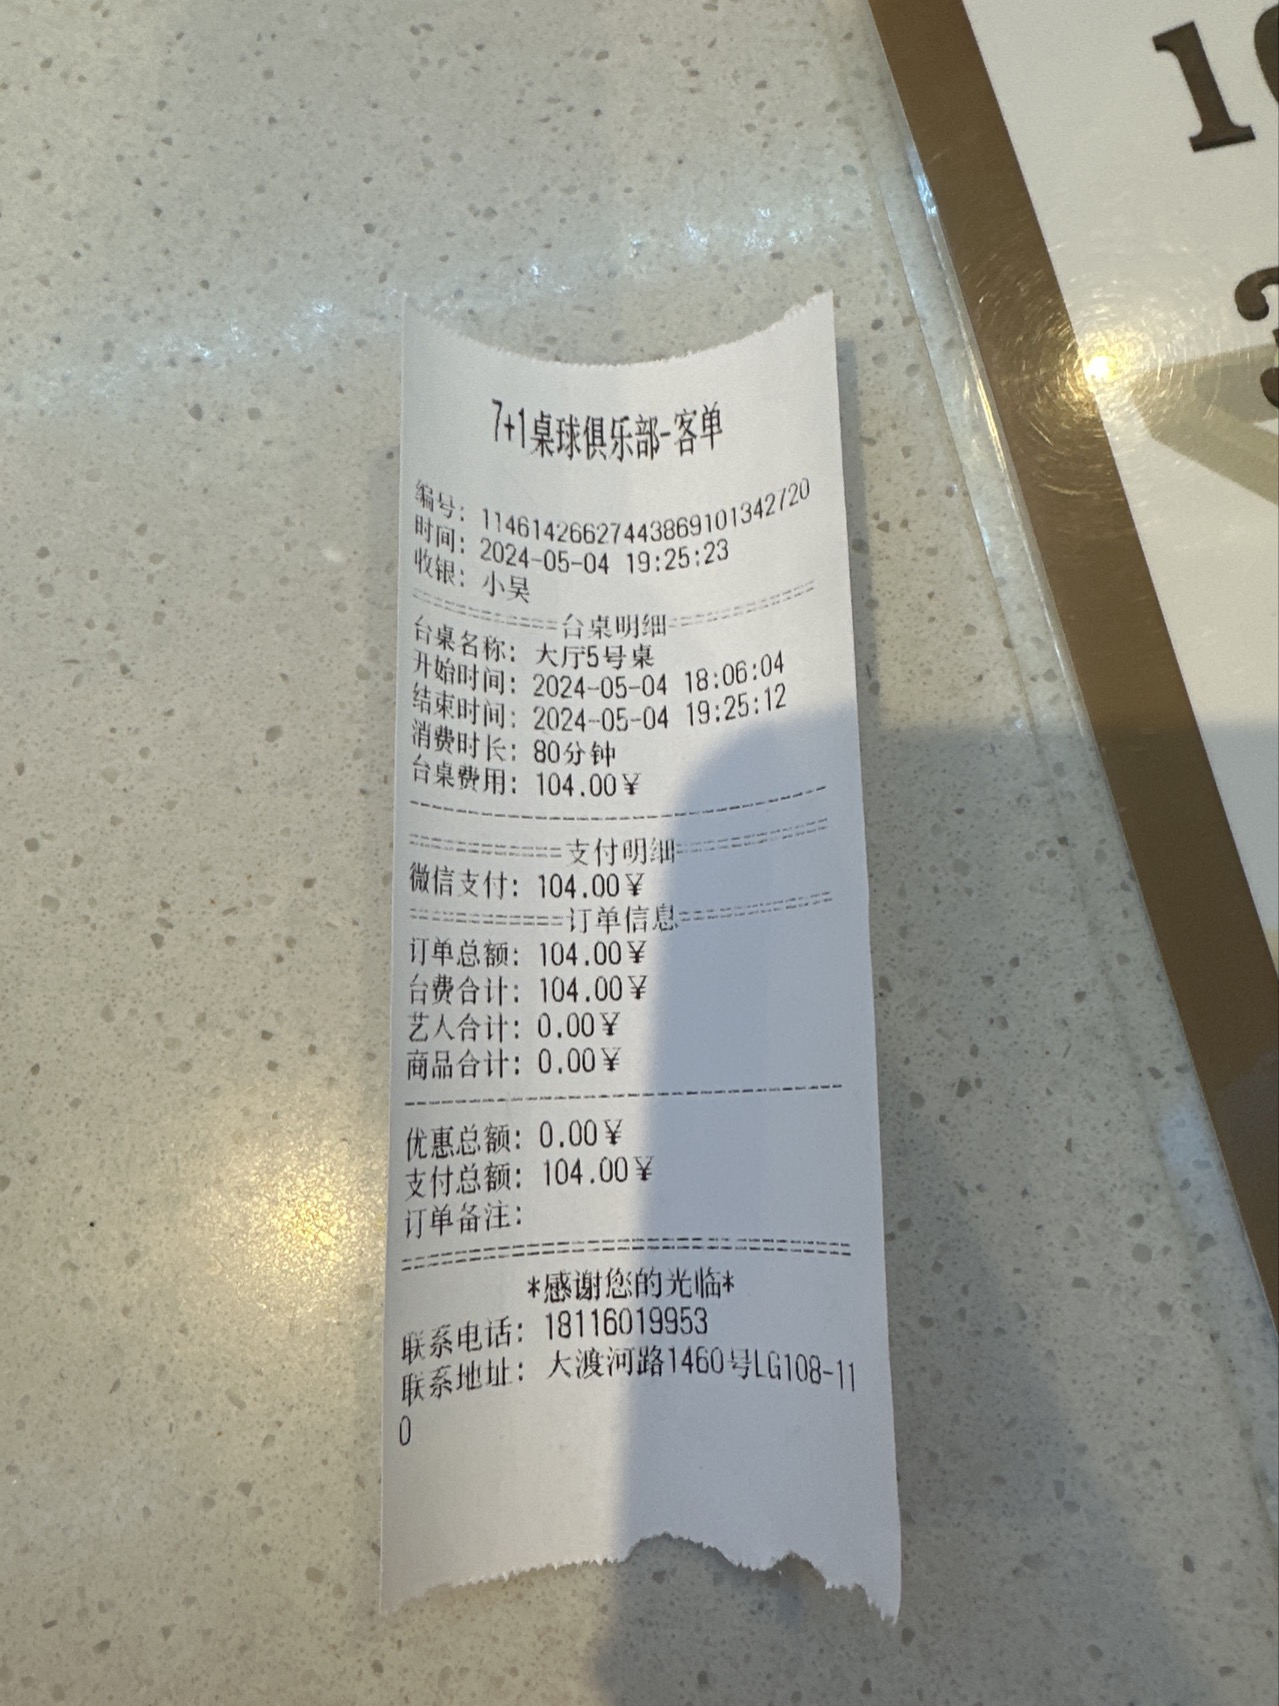 7+1桌球俱乐部-客单
编号: 1146142662744386910134​2720
时间: 2024-05-04 19:25:23
收银: 小吴
==========台桌明细==========
台桌名称: 大厅5号桌
开始时间: 2024-05-04 18:06:04
结束时间: 2024-05-04 19:25:12
消费时长: 80分钟
台桌费用: 104.00¥
--------------------------------
==========支付明细==========
微信支付: 104.00¥
==========订单信息==========
订单总额: 104.00¥
台费合计: 104.00¥
艺人合计: 0.00¥
商品合计: 0.00¥
--------------------------------
优惠总额: 0.00¥
支付总额: 104.00¥
订单备注:
================================
*感谢您的光临*
联系电话: 18116019953
联系地址: 大渡河路1460号LG108-11
0